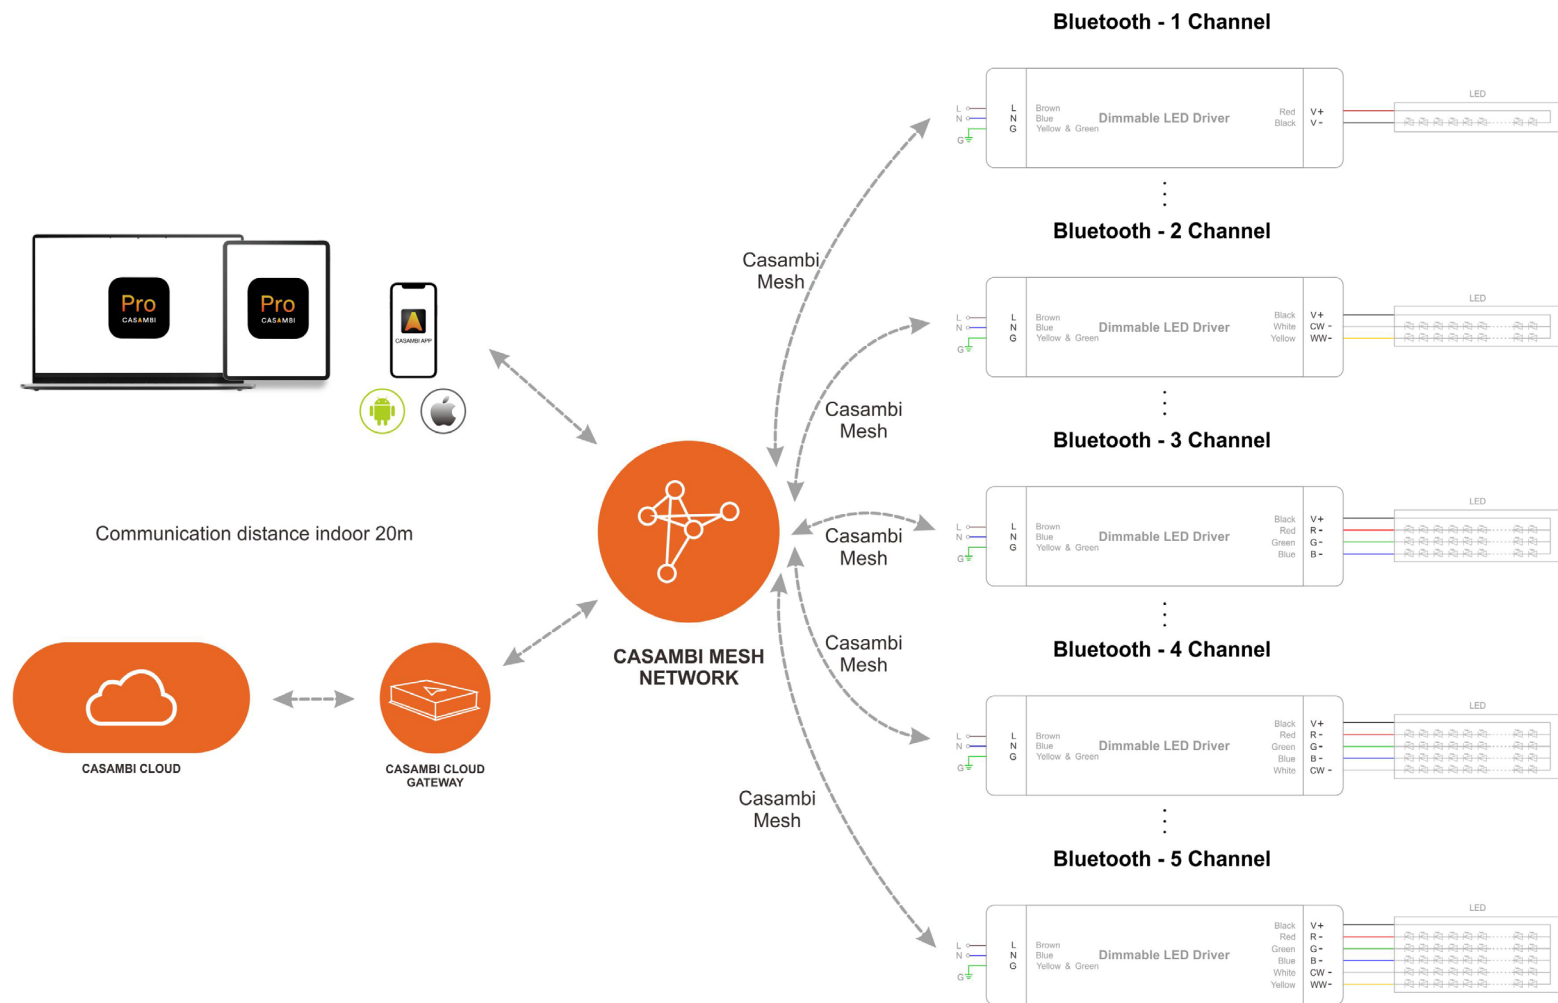 Bluetooth - 1 Channel
LED
L
N
G
L
N
G
Brown
Blue
Yellow & Green
Dimmable LED Driver
Red V+
Black V-
Bluetooth - 2 Channel
LED
L
N
G
L
N
G
Brown
Blue
Yellow & Green
Dimmable LED Driver
Black V+
White CW -
Yellow WW-
Bluetooth - 3 Channel
LED
L
N
G
L
N
G
Brown
Blue
Yellow & Green
Dimmable LED Driver
Black V+
Red R -
Green G -
Blue B -
Bluetooth - 4 Channel
LED
L
N
G
L
N
G
Brown
Blue
Yellow & Green
Dimmable LED Driver
Black V+
Red R -
Green G -
Blue B -
White CW -
Bluetooth - 5 Channel
LED
L
N
G
L
N
G
Brown
Blue
Yellow & Green
Dimmable LED Driver
Black V+
Red R -
Green G -
Blue B -
White CW -
Yellow WW-
Casambi
Mesh
Casambi
Mesh
Casambi
Mesh
Casambi
Mesh
Casambi
Mesh
Pro
CASAMBI
Pro
CASAMBI
CASAMBI APP
Communication distance indoor 20m
CASAMBI MESH
NETWORK
CASAMBI CLOUD
CASAMBI CLOUD
GATEWAY